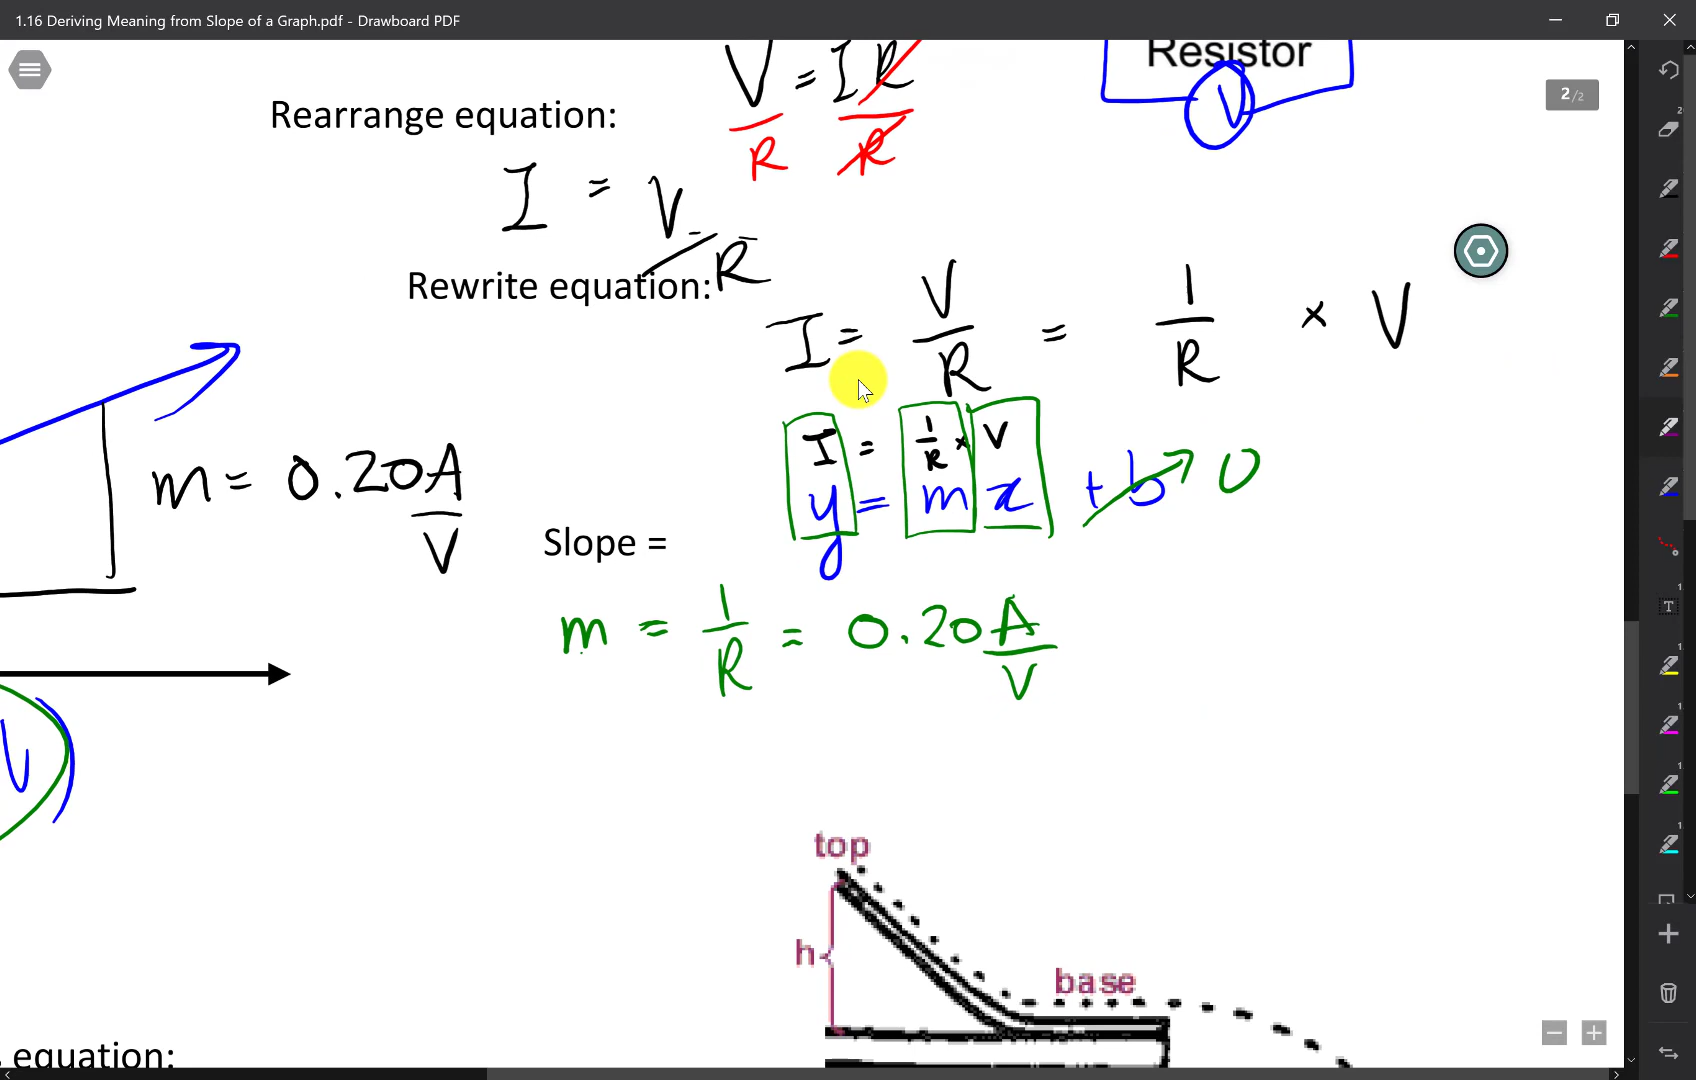 1.16 Deriving Meaning from Slope of a Graph.pdf - Drawboard PDF
2/2
V = I R
R R
Resistor
V
Rearrange equation:
I = V/R
Rewrite equation:
I = V/R = 1/R × V
I = 1/R × V
y = m x + b 0
y
m = 0.20 A/V
Slope =
m = 1/R = 0.20 A/V
V
top
h
base
equation: